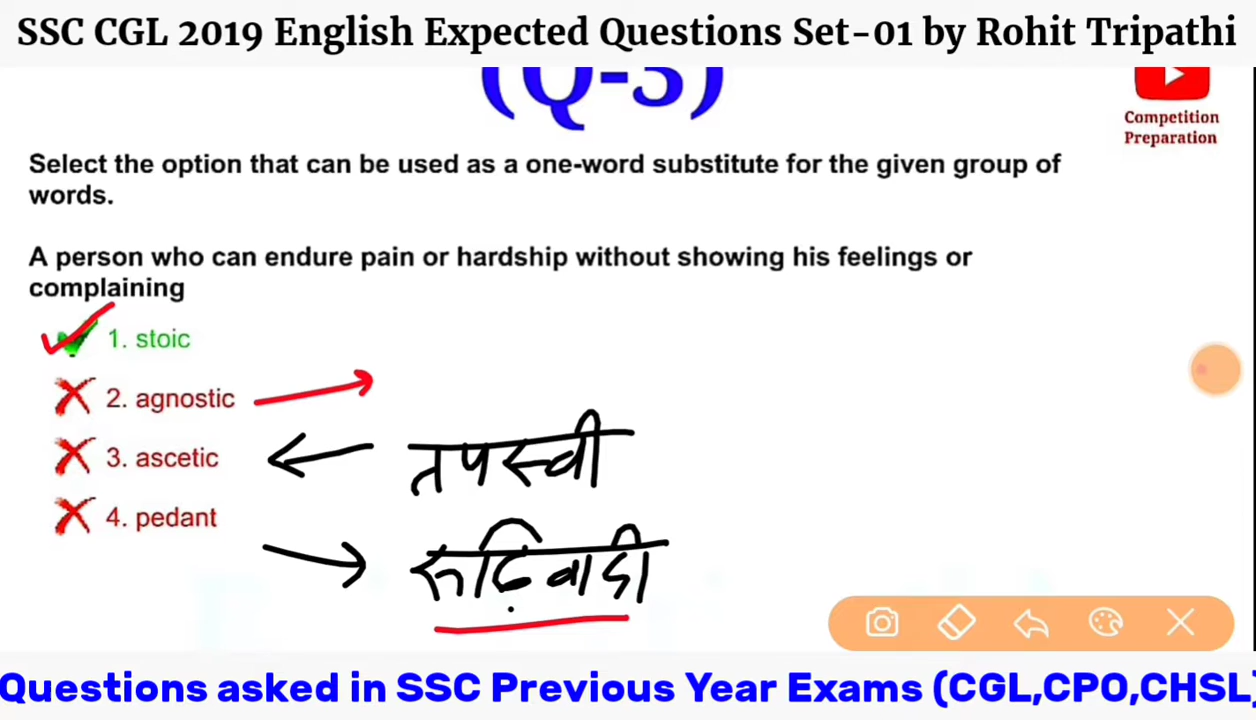 SSC CGL 2019 English Expected Questions Set-01 by Rohit Tripathi
(Q-3)
Competition
Preparation
Select the option that can be used as a one-word substitute for the given group of
words.
A person who can endure pain or hardship without showing his feelings or
complaining
1. stoic
2. agnostic
3. ascetic
तपस्वी
4. pedant
रूढ़िवादी
Questions asked in SSC Previous Year Exams (CGL,CPO,CHSL)